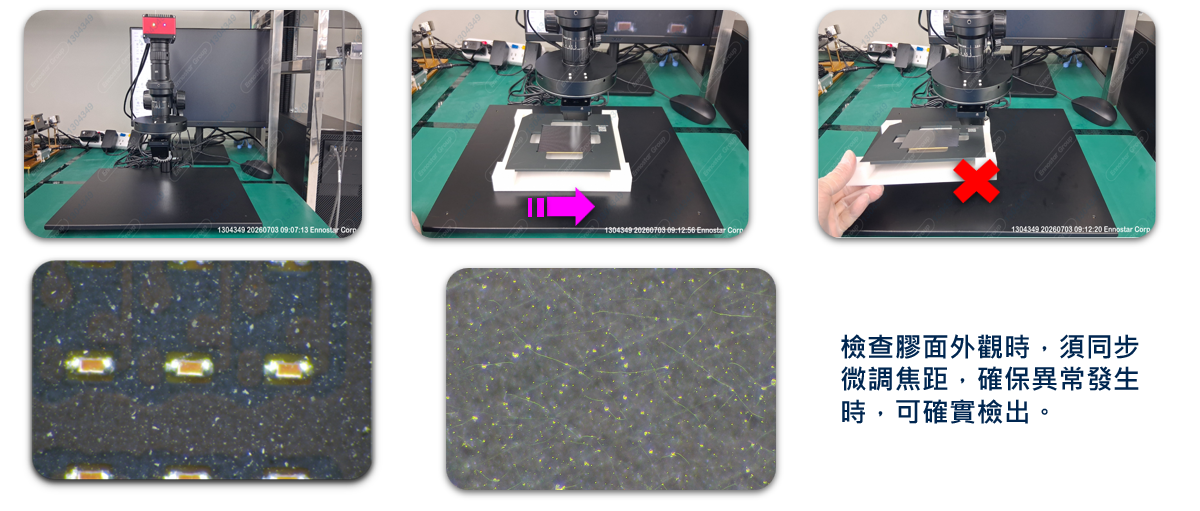 1304349 20260703 09:07:13 Ennostar Corp
1304349 20260703 09:12:56 Ennostar Corp
1304349 20260703 09:12:20 Ennostar Corp
檢查膠面外觀時，須同步
微調焦距，確保異常發生
時，可確實檢出。